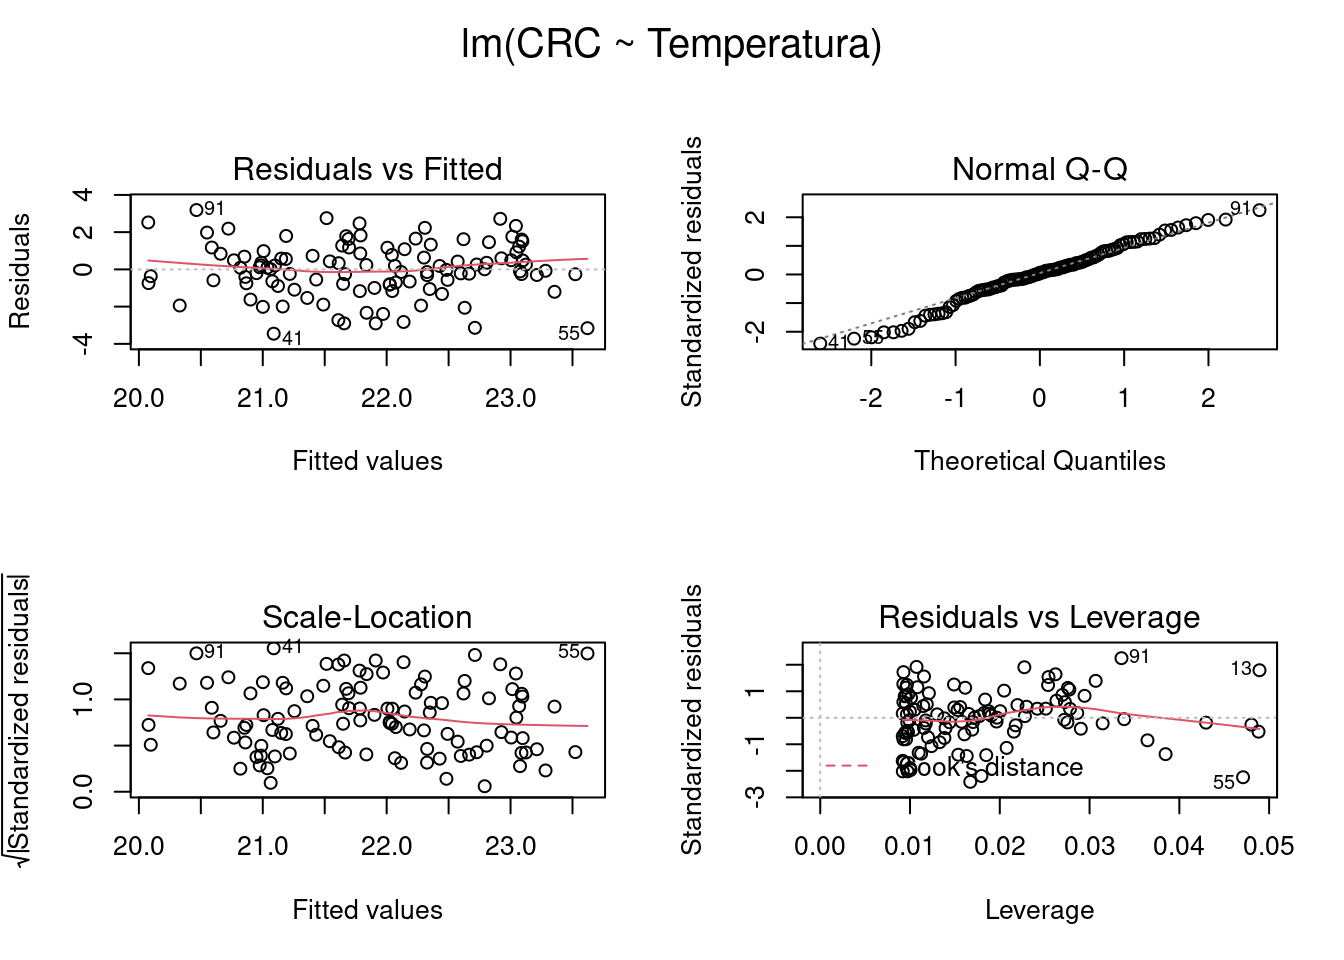 lm(CRC ~ Temperatura)
Residuals vs Fitted
Residuals
4
2
0
-4
91
41
55
20.0 21.0 22.0 23.0
Fitted values
Normal Q-Q
Standardized residuals
2
0
-2
91
41
55
-2 -1 0 1 2
Theoretical Quantiles
Scale-Location
√|Standardized residuals|
1.0
0.0
91
41
55
20.0 21.0 22.0 23.0
Fitted values
Residuals vs Leverage
Standardized residuals
1
-1
-3
91
13
55
Cook's distance
0.00 0.01 0.02 0.03 0.04 0.05
Leverage